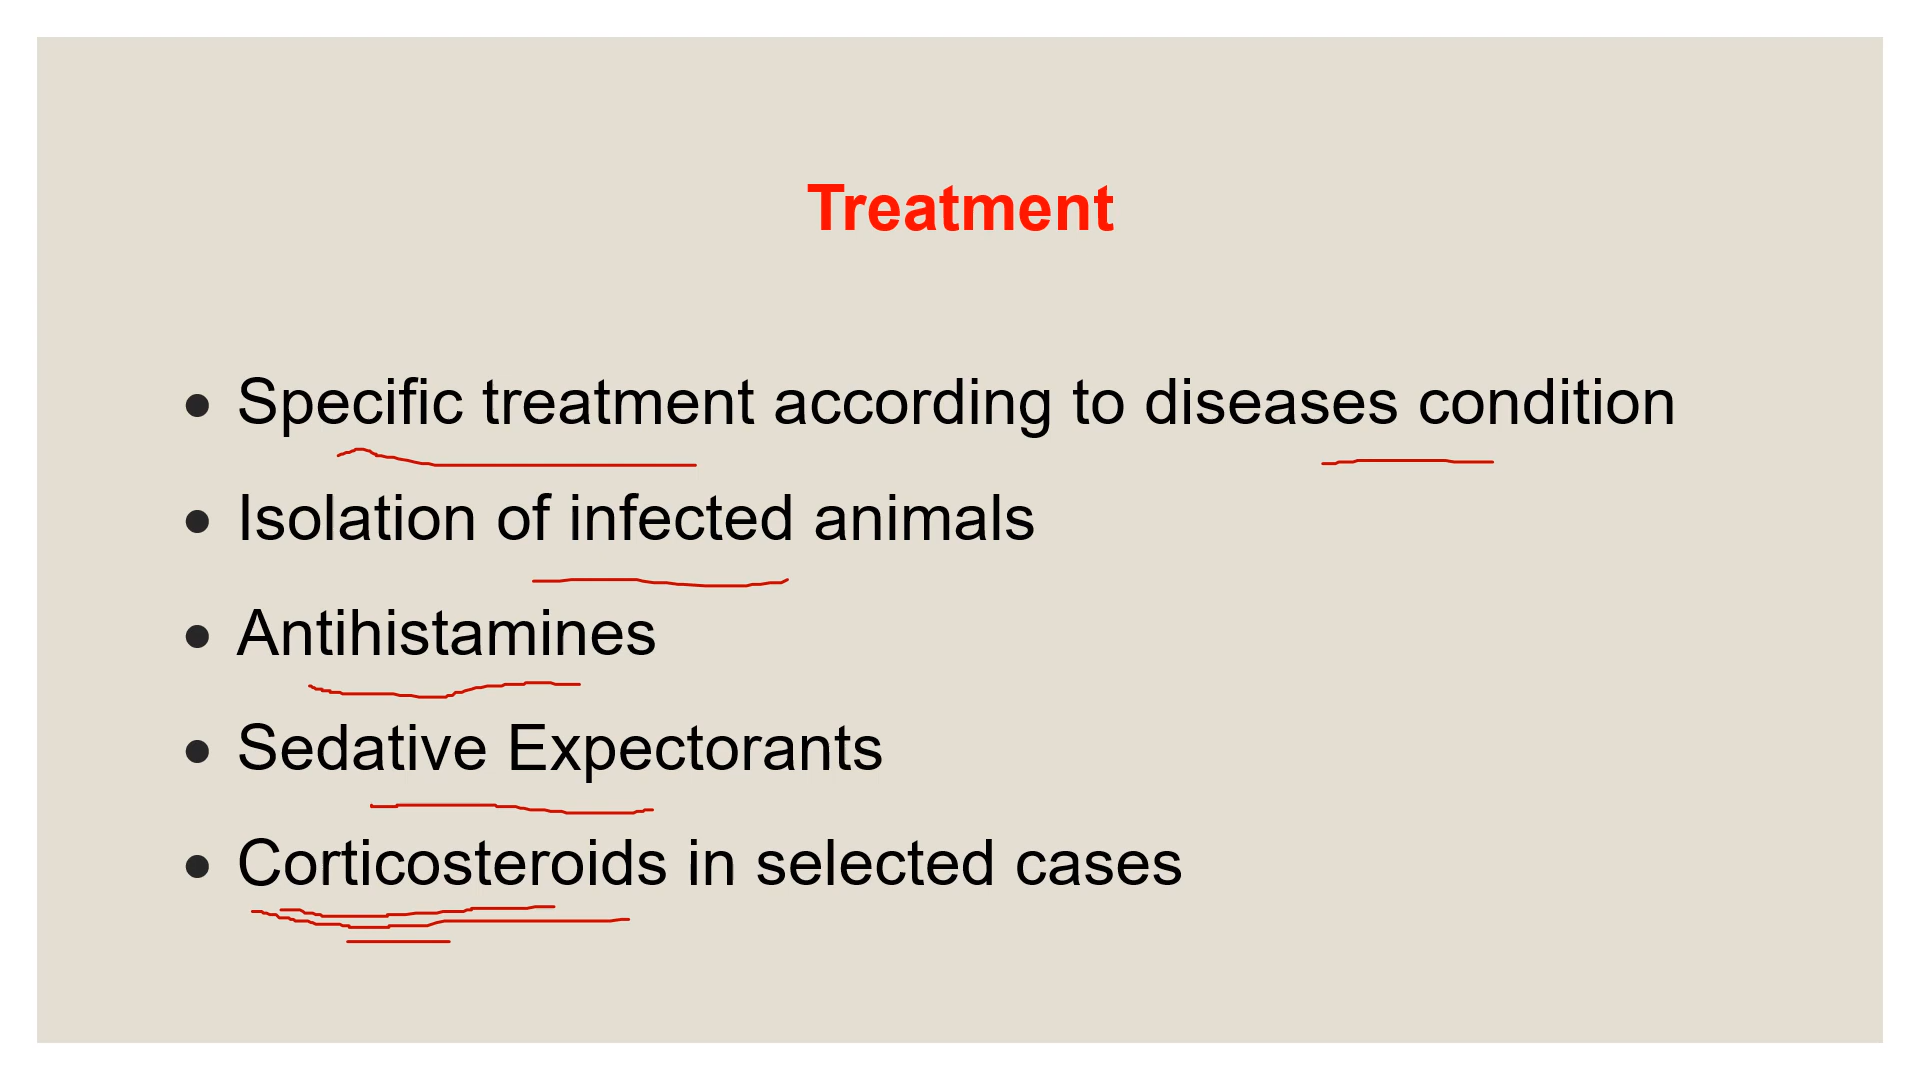 Treatment
• Specific treatment according to diseases condition
• Isolation of infected animals
• Antihistamines
• Sedative Expectorants
• Corticosteroids in selected cases